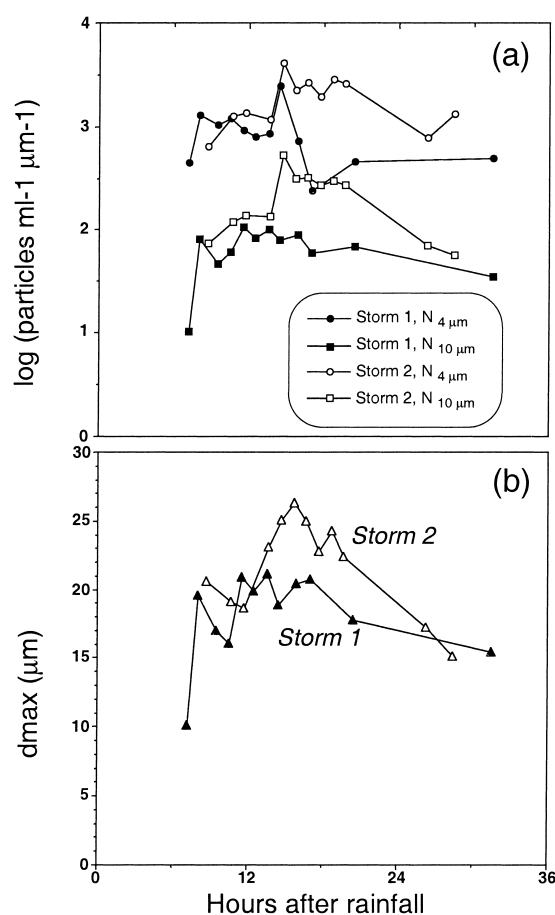 (a)
4
3
2
1
0
log (particles ml-1 µm-1)
Storm 1, N 4 µm
Storm 1, N 10 µm
Storm 2, N 4 µm
Storm 2, N 10 µm
(b)
30
25
20
15
10
5
0
dmax (µm)
Storm 2
Storm 1
0 12 24 36
Hours after rainfall